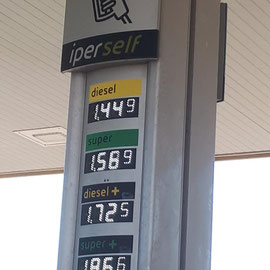 iperself
diesel
1,449
super
1,569
diesel +
1,725
super +
1,866